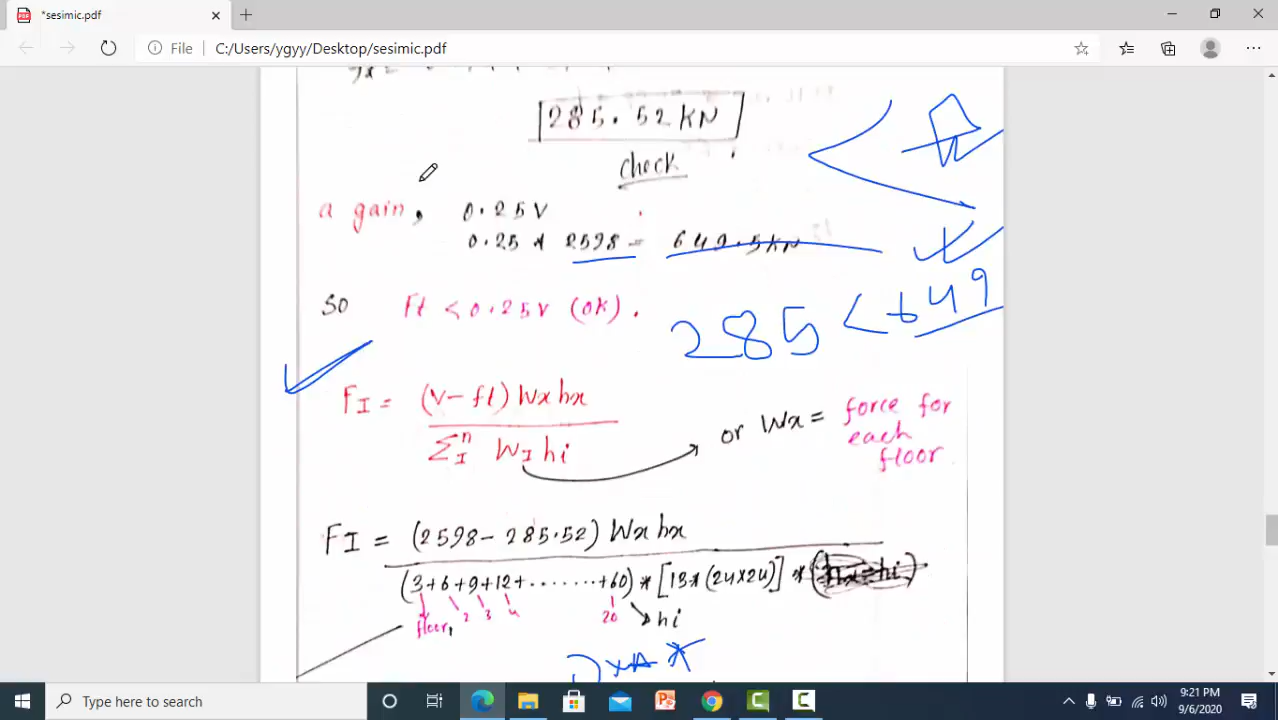 *sesimic.pdf
File
C:/Users/ygyy/Desktop/sesimic.pdf
285.52 KN
check
a gain, 0.25 V
0.25 * 2598 = 649.5 KN
So Ft < 0.25 V (OK).
285 < 649
FI = (V - ft) Wx hx
Σ I n WI hi
or Wx = force for
each
floor
FI = (2598 - 285.52) Wx hx
(3+6+9+12+........+60) * [13*(24x24)] *
floor 1 2 3 4 20 hi
Type here to search
9:21 PM
9/6/2020